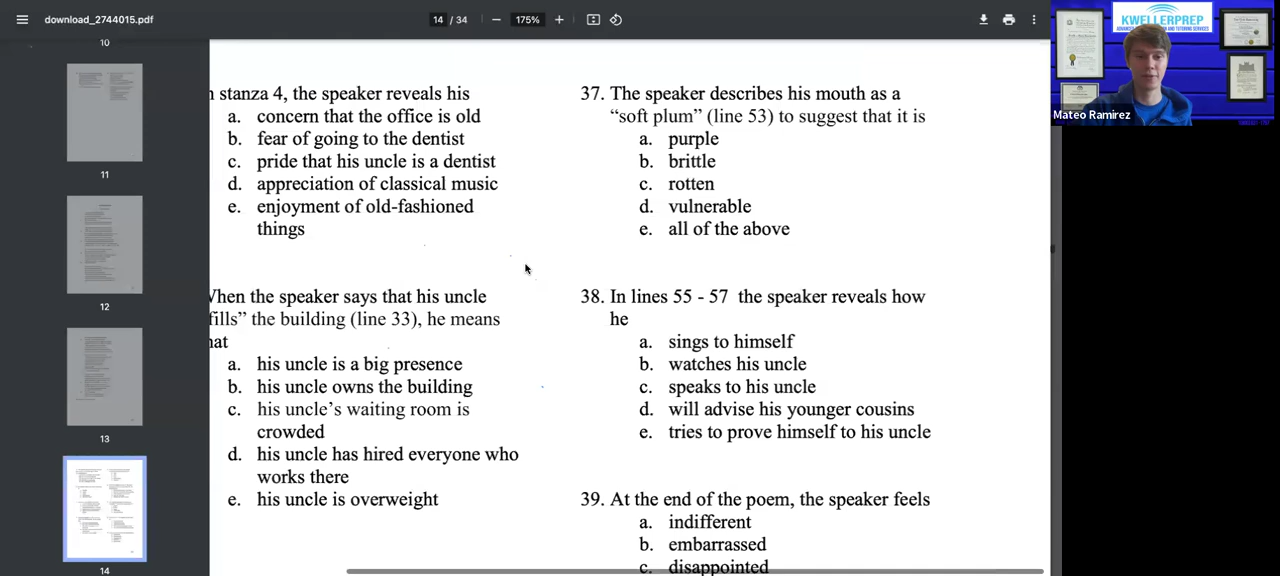 download_2744015.pdf
14 / 34
175%
10
11
12
13
14
n stanza 4, the speaker reveals his
a. concern that the office is old
b. fear of going to the dentist
c. pride that his uncle is a dentist
d. appreciation of classical music
e. enjoyment of old-fashioned
things
When the speaker says that his uncle
fills” the building (line 33), he means
hat
a. his uncle is a big presence
b. his uncle owns the building
c. his uncle’s waiting room is
crowded
d. his uncle has hired everyone who
works there
e. his uncle is overweight
37. The speaker describes his mouth as a
“soft plum” (line 53) to suggest that it is
a. purple
b. brittle
c. rotten
d. vulnerable
e. all of the above
38. In lines 55 - 57 the speaker reveals how
he
a. sings to himself
b. watches his uncle
c. speaks to his uncle
d. will advise his younger cousins
e. tries to prove himself to his uncle
39. At the end of the poem, the speaker feels
a. indifferent
b. embarrassed
c. disappointed
KWELLERPREP
Mateo Ramirez